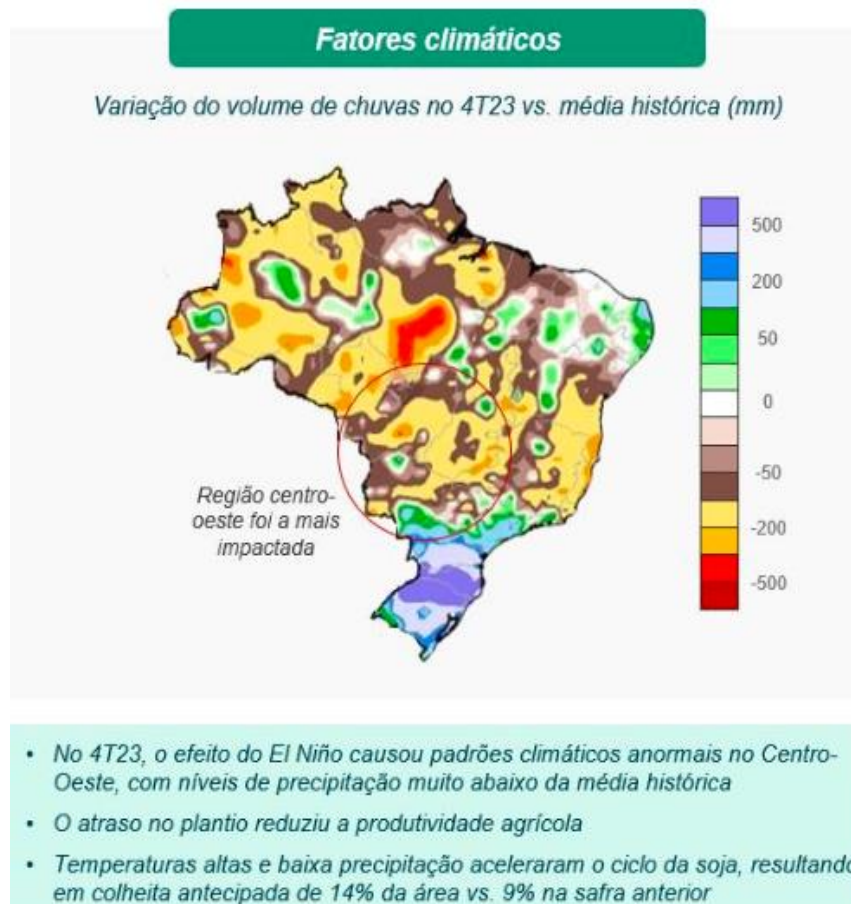 Fatores climáticos
Variação do volume de chuvas no 4T23 vs. média histórica (mm)
500
200
50
0
-50
-200
-500
Região centro-
oeste foi a mais
impactada
• No 4T23, o efeito do El Niño causou padrões climáticos anormais no Centro-
Oeste, com níveis de precipitação muito abaixo da média histórica
• O atraso no plantio reduziu a produtividade agrícola
• Temperaturas altas e baixa precipitação aceleraram o ciclo da soja, resultando
em colheita antecipada de 14% da área vs. 9% na safra anterior